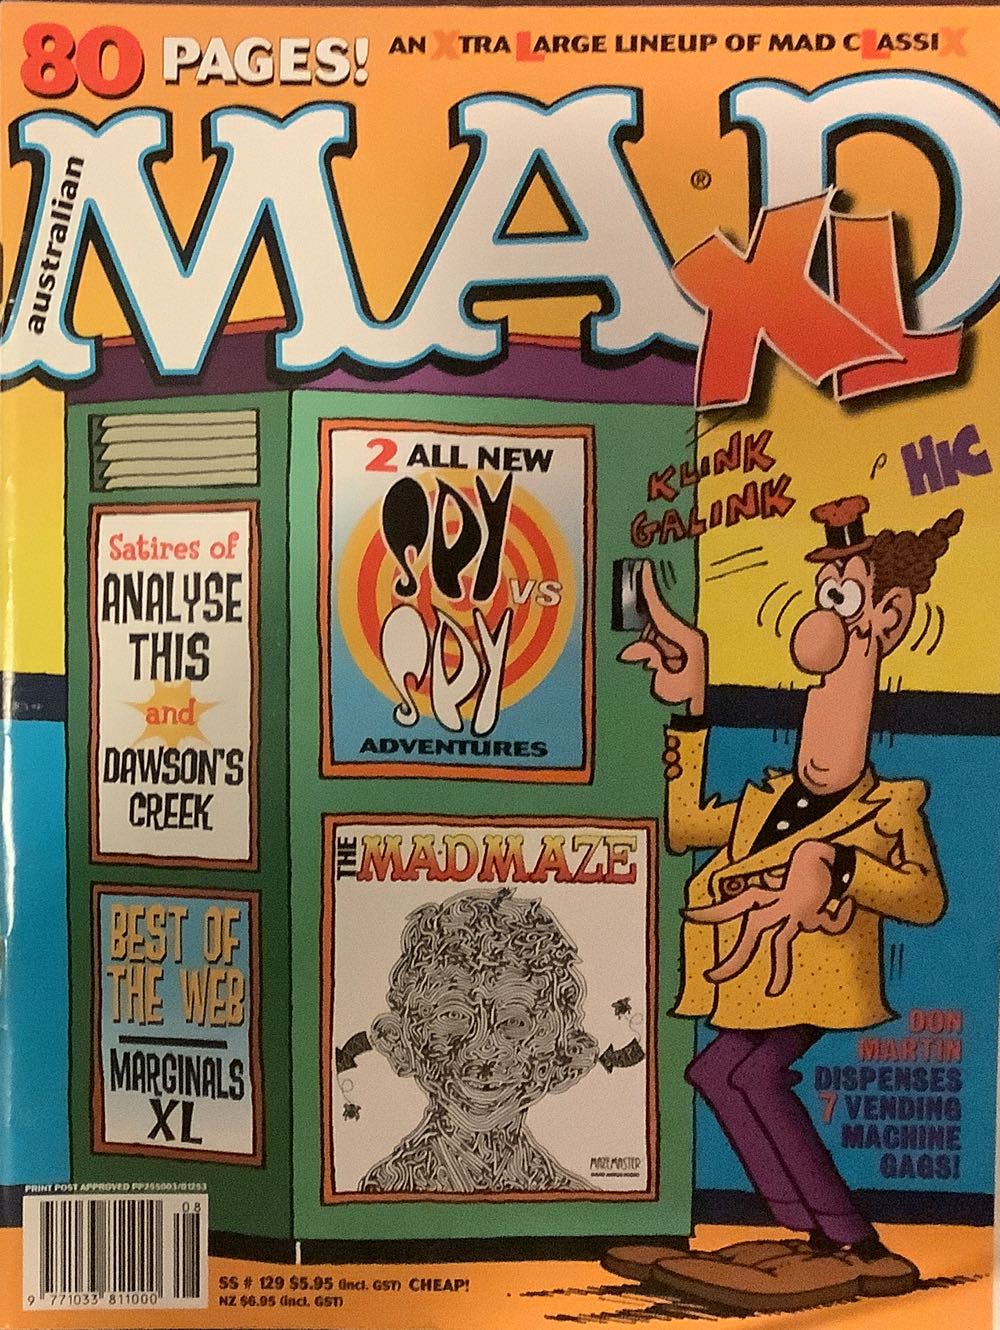 80 PAGES! AN XTRA LARGE LINEUP OF MAD CLASSIX
australian
MAD
®
XL
2 ALL NEW
SPY
VS
SPY
ADVENTURES
Satires of
ANALYSE
THIS
and
DAWSON'S
CREEK
BEST OF
THE WEB
MARGINALS
XL
THE MAD MAZE
MAZEMASTER
KLINK
GALINK
HIC
DON
MARTIN
DISPENSES
7 VENDING
MACHINE
GAGS!
PRINT POST APPROVED PP255003/01253
08
9 771033 811000
SS # 129 $5.95 (incl. GST) CHEAP!
NZ $6.95 (incl. GST)